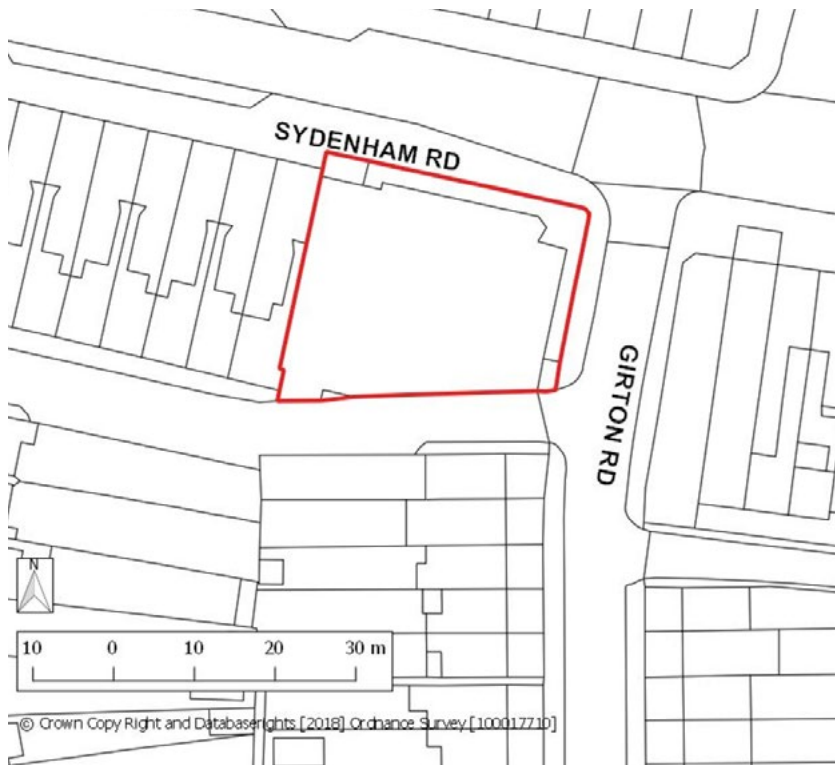 SYDENHAM RD
GIRTON RD
N
10 0 10 20 30 m
© Crown Copy Right and Databaserights [2018] Ordnance Survey [100017710]